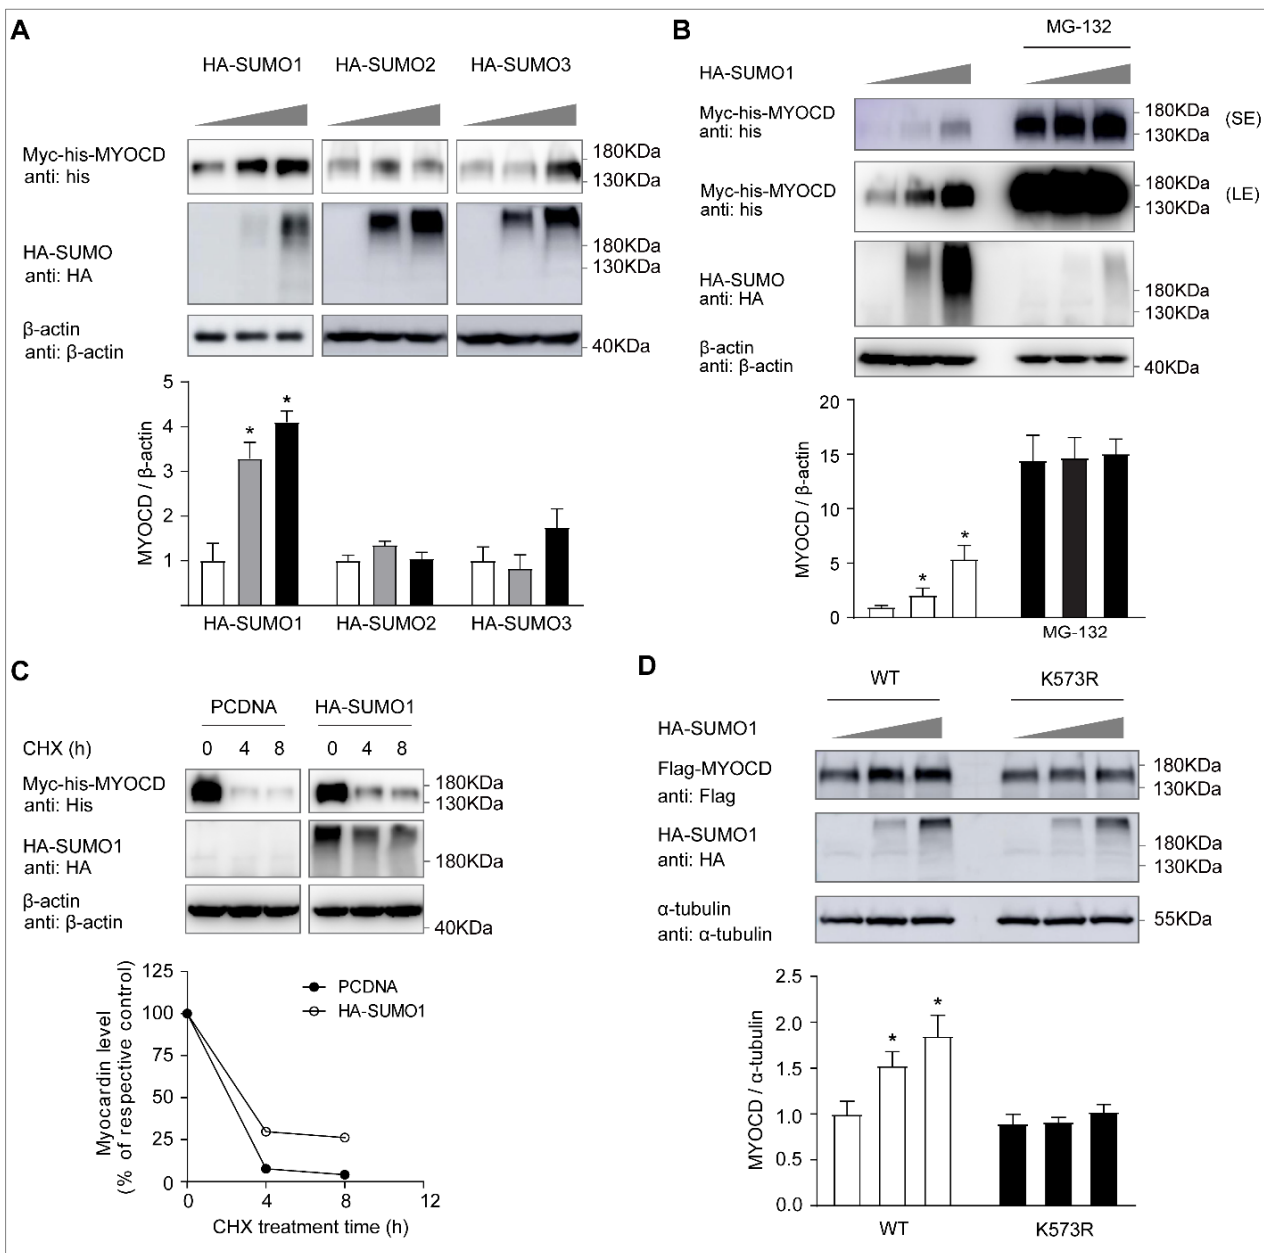 A
HA-SUMO1 HA-SUMO2 HA-SUMO3
Myc-his-MYOCD
anti: his
180KDa
130KDa
HA-SUMO
anti: HA
180KDa
130KDa
β-actin
anti: β-actin
40KDa
MYOCD / β-actin
5
4
3
2
1
* *
HA-SUMO1 HA-SUMO2 HA-SUMO3
B
MG-132
HA-SUMO1
Myc-his-MYOCD
anti: his
180KDa
130KDa
(SE)
Myc-his-MYOCD
anti: his
180KDa
130KDa
(LE)
HA-SUMO
anti: HA
180KDa
130KDa
β-actin
anti: β-actin
40KDa
MYOCD / β-actin
20
15
10
5
0
* *
MG-132
C
PCDNA HA-SUMO1
CHX (h) 0 4 8 0 4 8
Myc-his-MYOCD
anti: His
180KDa
130KDa
HA-SUMO1
anti: HA
180KDa
β-actin
anti: β-actin
40KDa
Myocardin level
(% of respective control)
125
100
75
50
25
0
PCDNA
HA-SUMO1
0 4 8 12
CHX treatment time (h)
D
WT K573R
HA-SUMO1
Flag-MYOCD
anti: Flag
180KDa
130KDa
HA-SUMO1
anti: HA
180KDa
130KDa
α-tubulin
anti: α-tubulin
55KDa
MYOCD / α-tubulin
2.5
2.0
1.5
1.0
0.5
0.0
* *
WT K573R